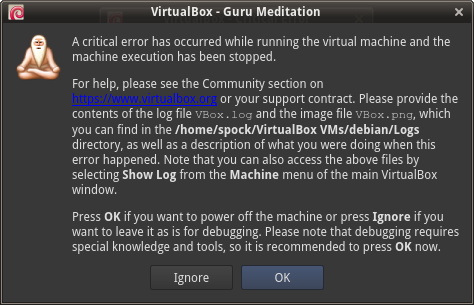 VirtualBox - Guru Meditation
A critical error has occurred while running the virtual machine and the
machine execution has been stopped.
For help, please see the Community section on
https://www.virtualbox.org or your support contract. Please provide the
contents of the log file VBox.log and the image file VBox.png, which
you can find in the /home/spock/VirtualBox VMs/debian/Logs
directory, as well as a description of what you were doing when this
error happened. Note that you can also access the above files by
selecting Show Log from the Machine menu of the main VirtualBox
window.
Press OK if you want to power off the machine or press Ignore if you
want to leave it as is for debugging. Please note that debugging requires
special knowledge and tools, so it is recommended to press OK now.
Ignore OK